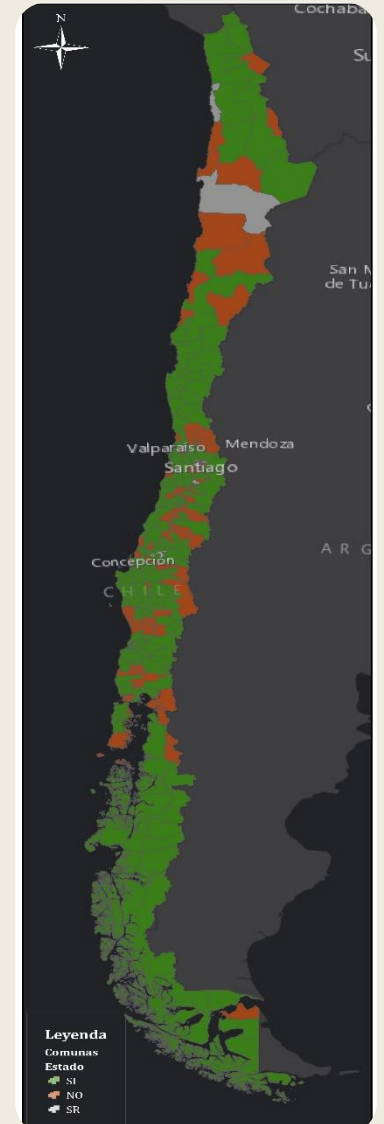 N
Cochaba
Su
San M
de Tu
Valparaíso
Mendoza
Santiago
Concepción
ARG
CHILE
Leyenda
Comunas
Estado
SI
NO
SR